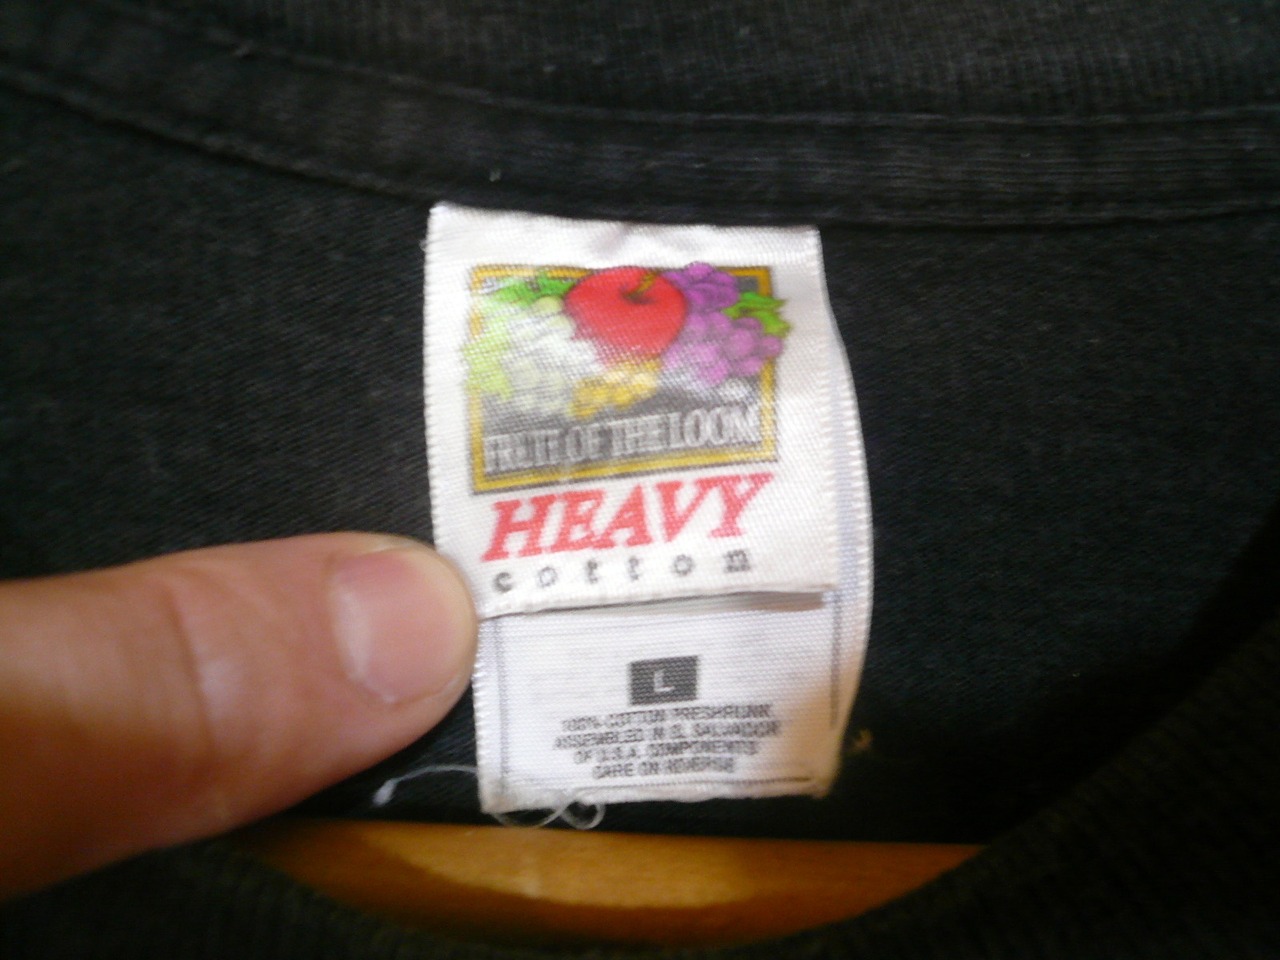 FRUIT OF THE LOOM
HEAVY
cotton
L
100% COTTON PRESHRUNK
ASSEMBLED IN EL SALVADOR
OF U.S.A. COMPONENTS
CARE ON REVERSE